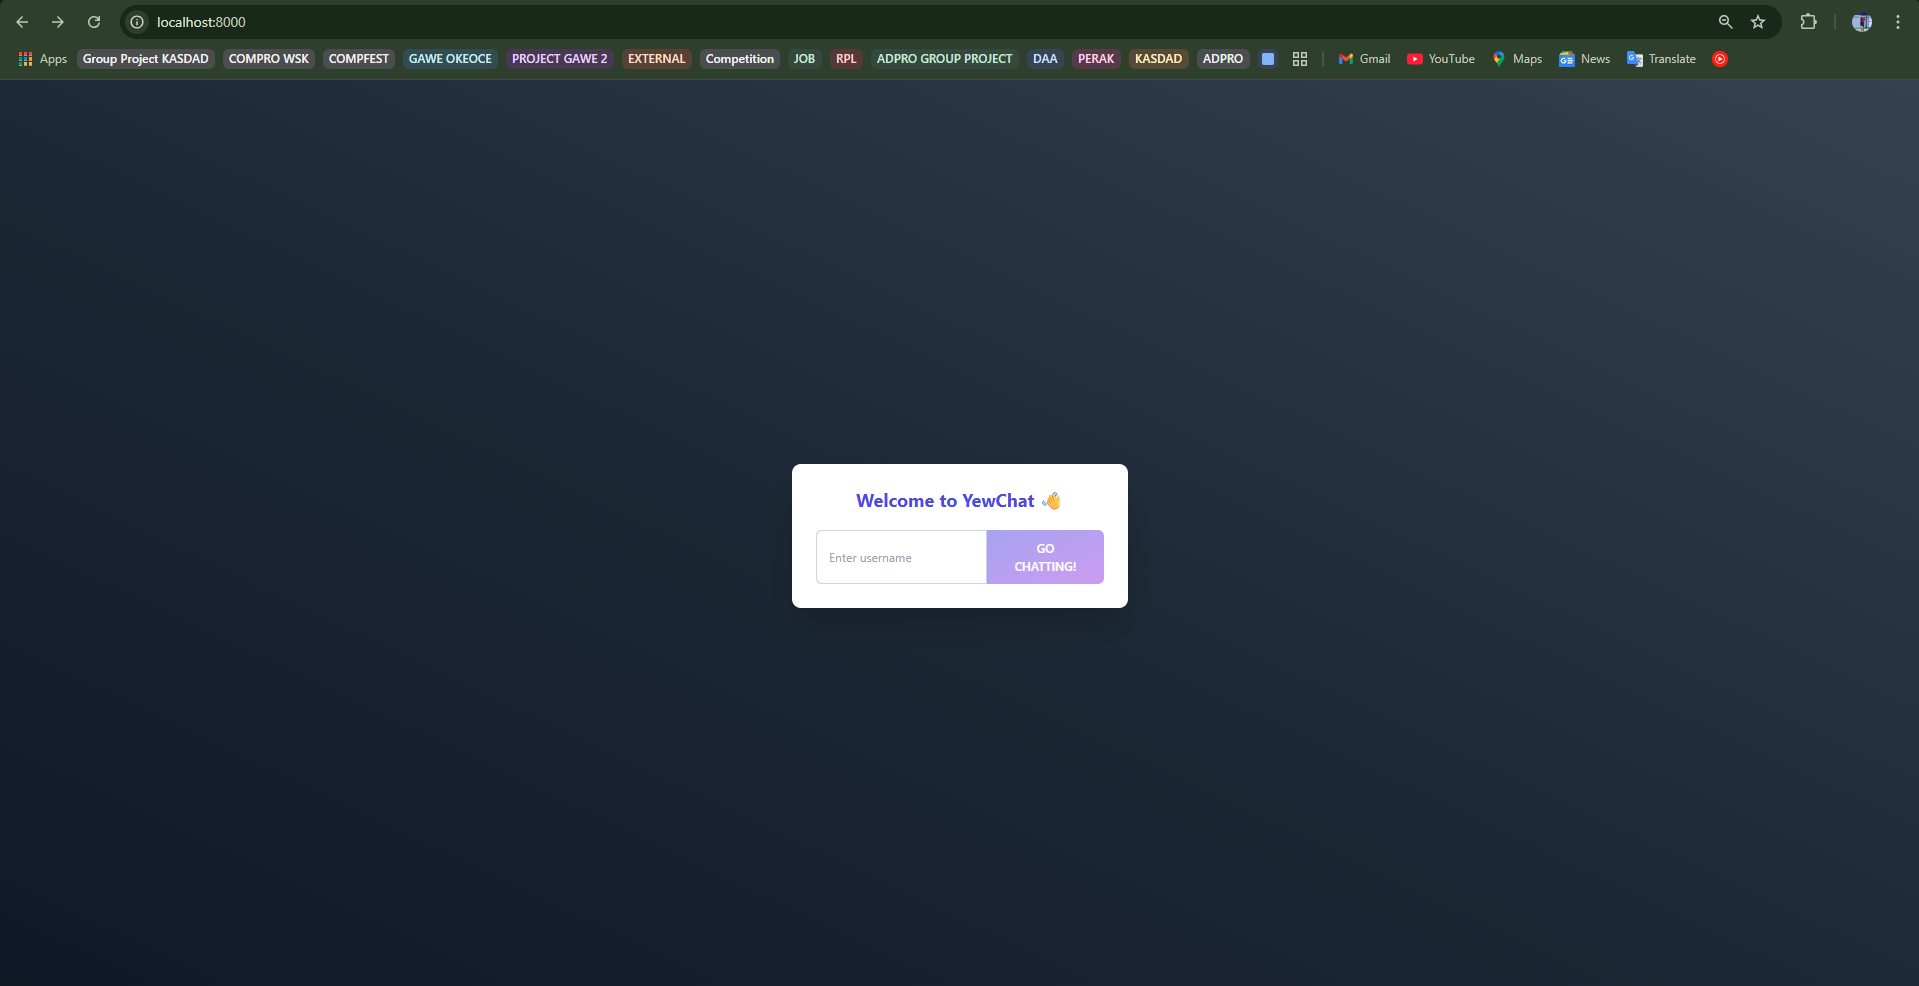 localhost:8000
Apps Group Project KASDAD COMPRO WSK COMPFEST GAWE OKEOCE PROJECT GAWE 2 EXTERNAL Competition JOB RPL ADPRO GROUP PROJECT DAA PERAK KASDAD ADPRO Gmail YouTube Maps News Translate
Welcome to YewChat 👋
Enter username
GO
CHATTING!